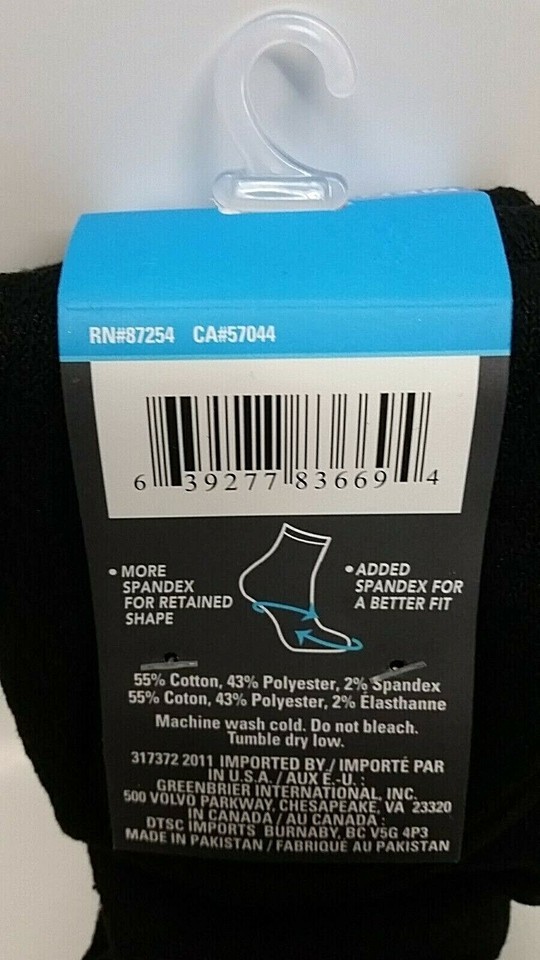 RN#87254 CA#57044
6 39277 83669 4
• MORE
SPANDEX
FOR RETAINED
SHAPE
• ADDED
SPANDEX FOR
A BETTER FIT
55% Cotton, 43% Polyester, 2% Spandex
55% Coton, 43% Polyester, 2% Élasthanne
Machine wash cold. Do not bleach.
Tumble dry low.
317372 2011 IMPORTED BY / IMPORTÉ PAR
IN U.S.A. / AUX É.-U. :
GREENBRIER INTERNATIONAL, INC.
500 VOLVO PARKWAY, CHESAPEAKE, VA 23320
IN CANADA / AU CANADA :
DTSC IMPORTS BURNABY, BC V5G 4P3
MADE IN PAKISTAN / FABRIQUÉ AU PAKISTAN